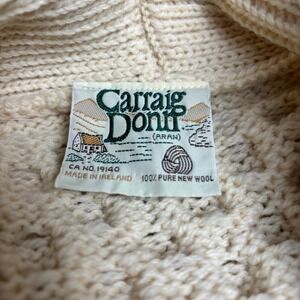 Carraig
Donn
(ARAN)
CA NO. 19140
MADE IN IRELAND
100% PURE NEW WOOL